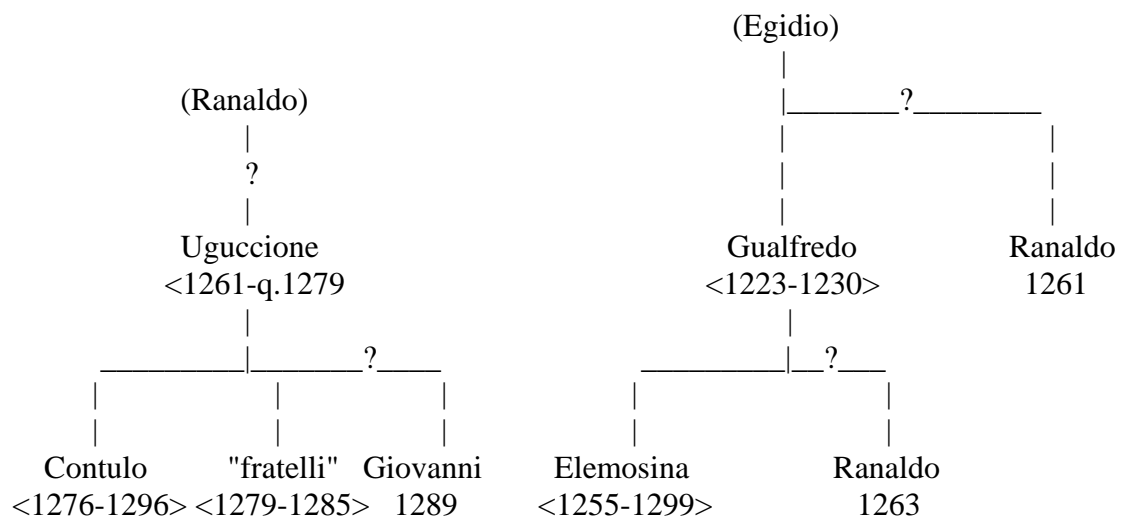 (Egidio)
(Ranaldo)
?
?
Uguccione Gualfredo Ranaldo
<1261-q.1279 <1223-1230> 1261
? ?
Contulo "fratelli" Giovanni Elemosina Ranaldo
<1276-1296> <1279-1285> 1289 <1255-1299> 1263